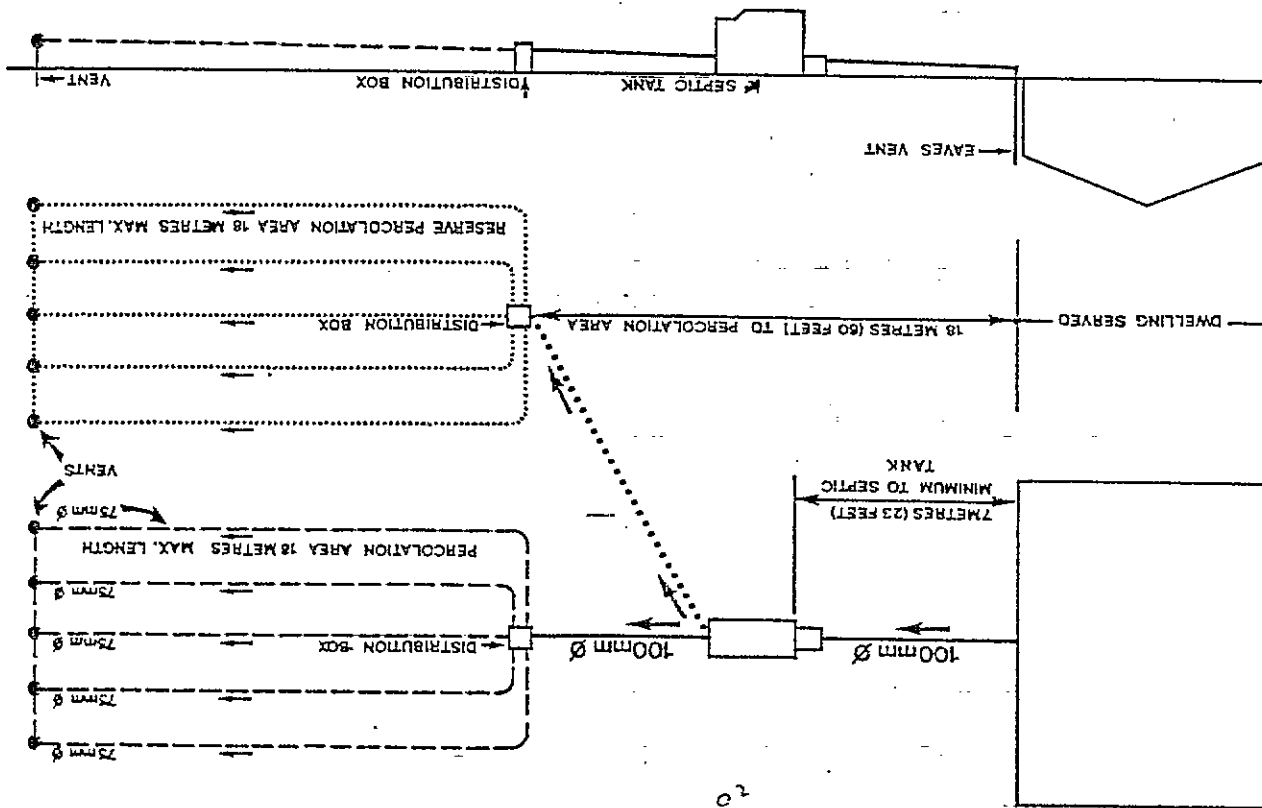 75mm Ø
75mm Ø
100mm Ø
100mm Ø
DISTRIBUTION BOX
75mm Ø
75mm Ø
PERCOLATION AREA 18 METRES MAX. LENGTH
75mm Ø
7METRES (23 FEET)
MINIMUM TO SEPTIC
TANK
VENTS
DWELLING SERVED
18 METRES (60 FEET) TO PERCOLATION AREA
DISTRIBUTION BOX
RESERVE PERCOLATION AREA 18 METRES MAX. LENGTH
EAVES VENT
SEPTIC TANK
DISTRIBUTION BOX
VENT